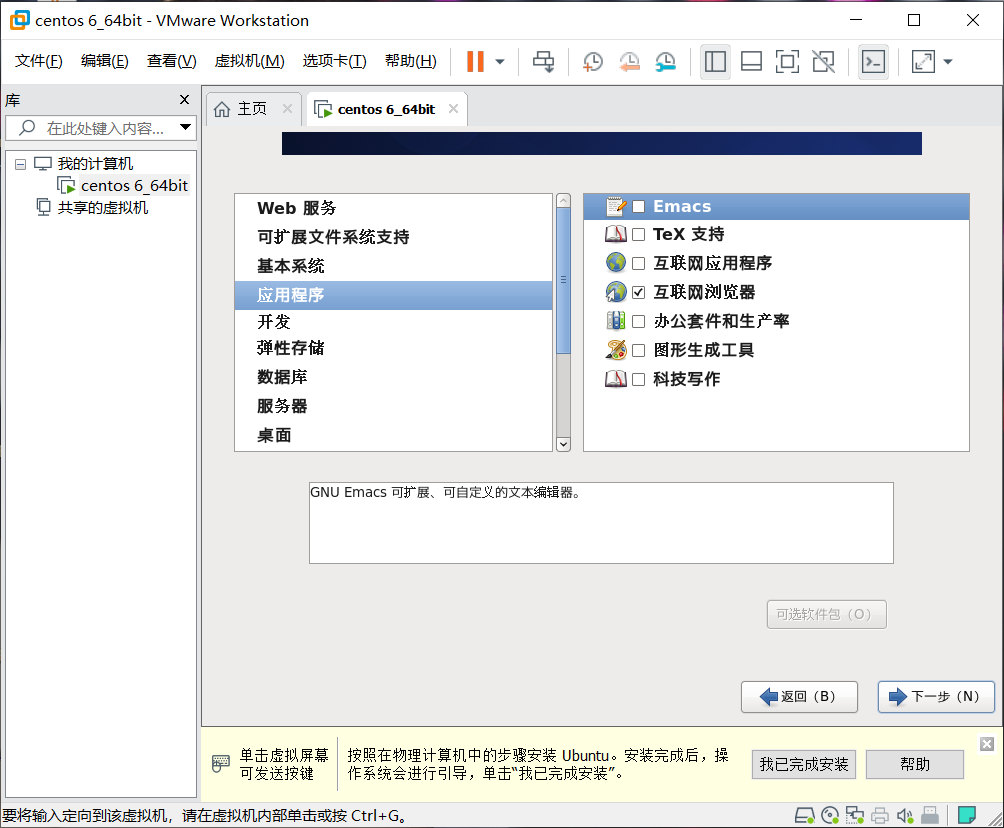 centos 6_64bit - VMware Workstation
文件(F) 编辑(E) 查看(V) 虚拟机(M) 选项卡(T) 帮助(H)
库
在此处键入内容...
我的计算机
centos 6_64bit
共享的虚拟机
主页
centos 6_64bit
Web 服务
可扩展文件系统支持
基本系统
应用程序
开发
弹性存储
数据库
服务器
桌面
Emacs
TeX 支持
互联网应用程序
互联网浏览器
办公套件和生产率
图形生成工具
科技写作
GNU Emacs 可扩展、可自定义的文本编辑器。
可选软件包（O）
返回（B）
下一步（N）
单击虚拟屏幕
可发送按键
按照在物理计算机中的步骤安装 Ubuntu。安装完成后，操
作系统会进行引导，单击“我已完成安装”。
我已完成安装
帮助
要将输入定向到该虚拟机，请在虚拟机内部单击或按 Ctrl+G。